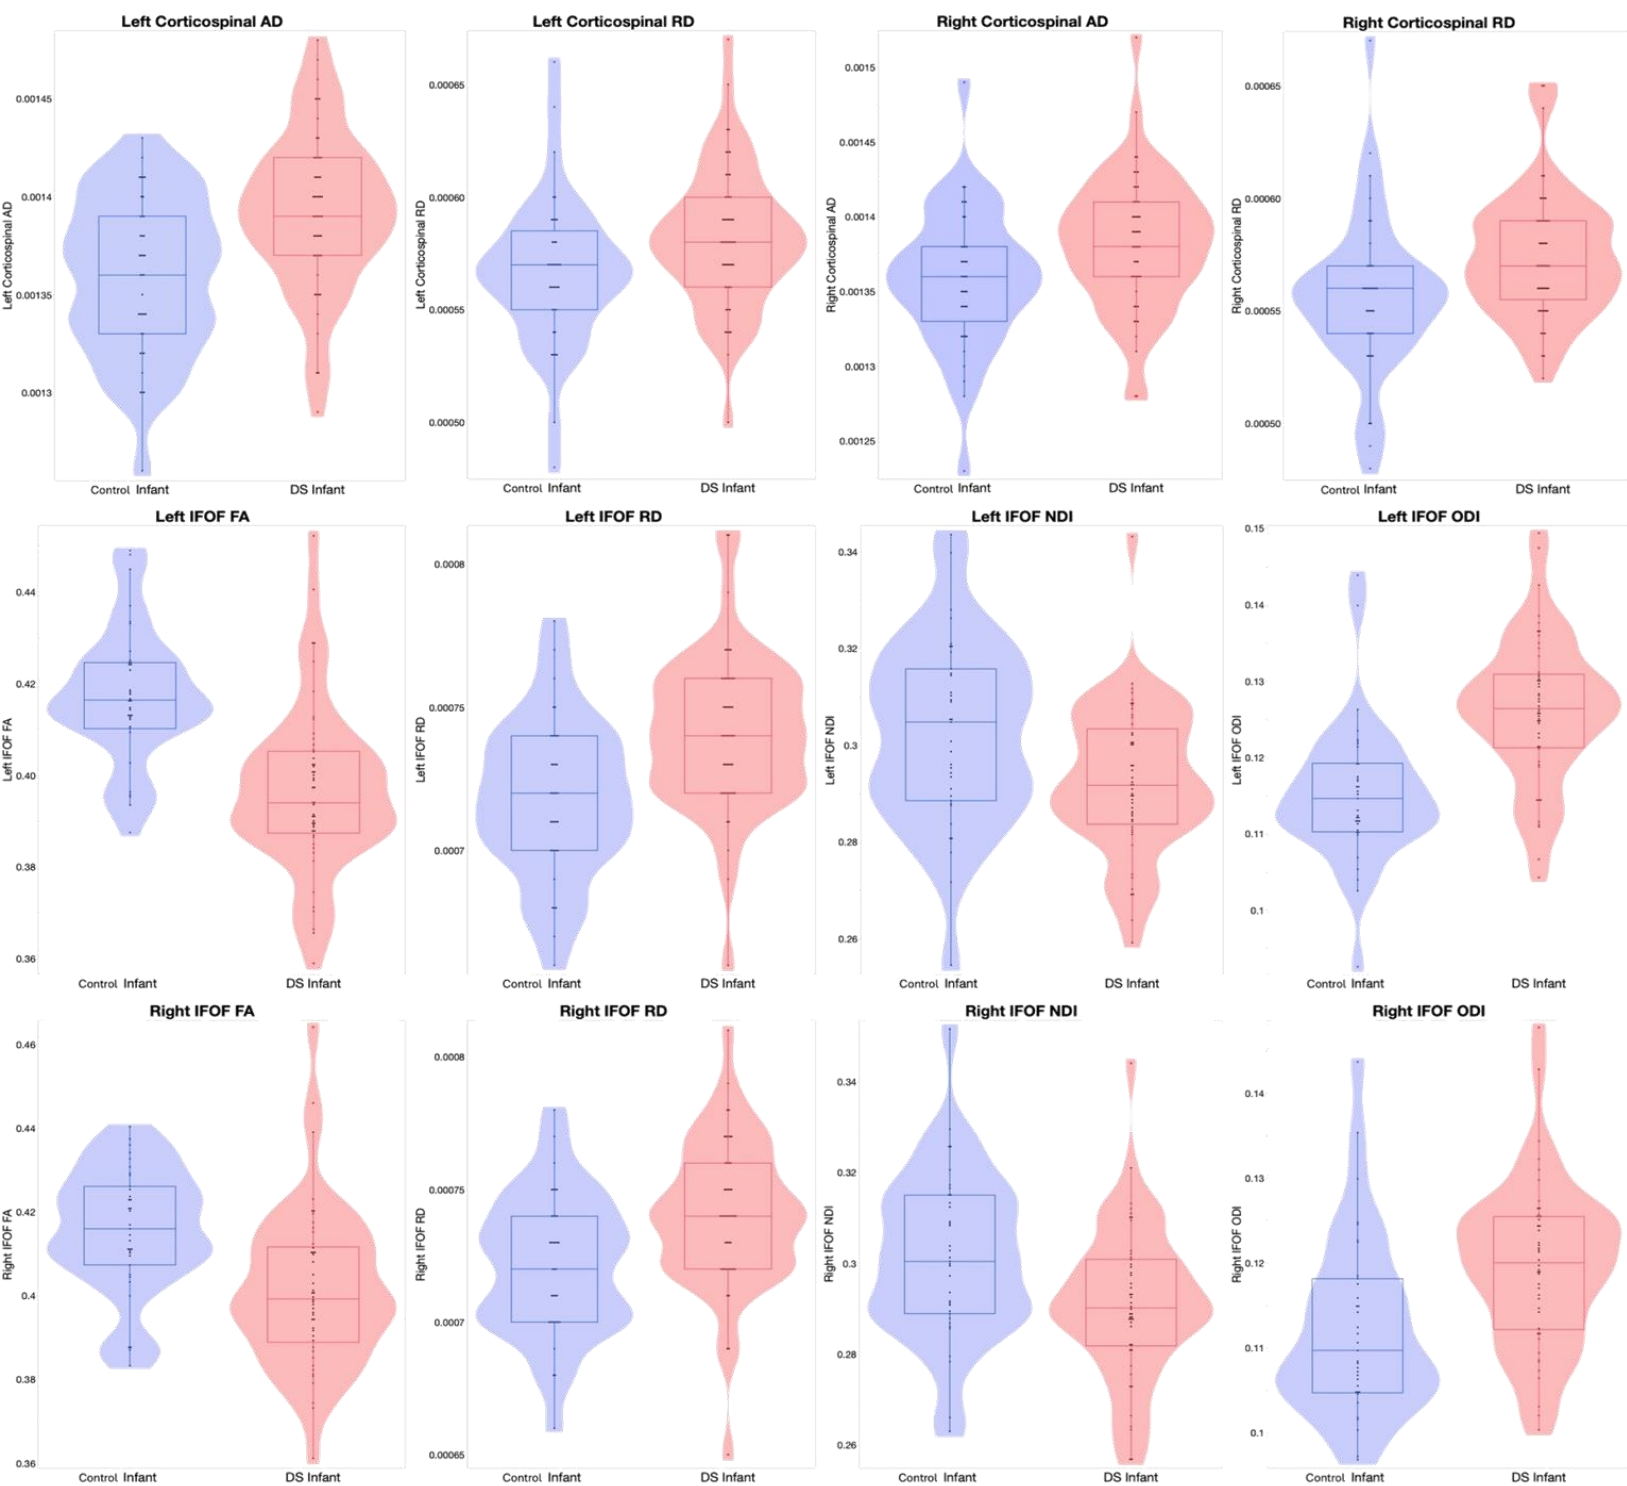 Left Corticospinal AD
Left Corticospinal AD
0.00145
0.0014
0.00135
0.0013
Control Infant
DS Infant
Left Corticospinal RD
Left Corticospinal RD
0.00065
0.00060
0.00055
0.00050
Control Infant
DS Infant
Right Corticospinal AD
Right Corticospinal AD
0.0015
0.00145
0.0014
0.00135
0.0013
0.00125
Control Infant
DS Infant
Right Corticospinal RD
Right Corticospinal RD
0.00065
0.00060
0.00055
0.00050
Control Infant
DS Infant
Left IFOF FA
Left IFOF FA
0.44
0.42
0.40
0.38
0.36
Control Infant
DS Infant
Left IFOF RD
Left IFOF RD
0.0008
0.00075
0.0007
Control Infant
DS Infant
Left IFOF NDI
Left IFOF NDI
0.34
0.32
0.3
0.28
0.26
Control Infant
DS Infant
Left IFOF ODI
Left IFOF ODI
0.15
0.14
0.13
0.12
0.11
0.1
Control Infant
DS Infant
Right IFOF FA
Right IFOF FA
0.46
0.44
0.42
0.4
0.38
0.36
Control Infant
DS Infant
Right IFOF RD
Right IFOF RD
0.0008
0.00075
0.0007
0.00065
Control Infant
DS Infant
Right IFOF NDI
Right IFOF NDI
0.34
0.32
0.3
0.28
0.26
Control Infant
DS Infant
Right IFOF ODI
Right IFOF ODI
0.14
0.13
0.12
0.11
0.1
Control Infant
DS Infant